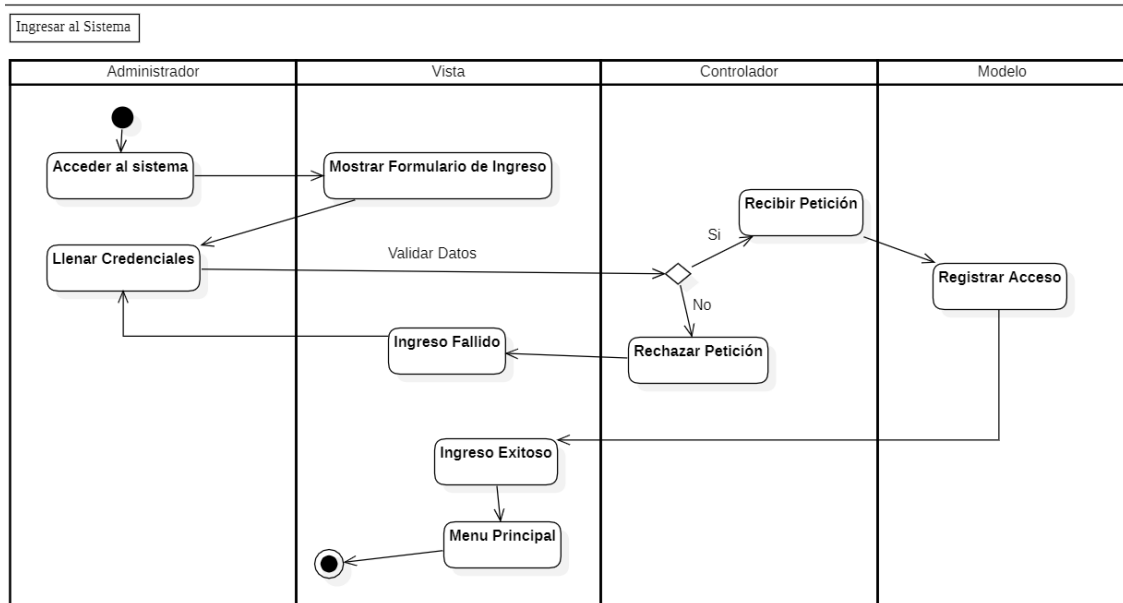 Ingresar al Sistema
Administrador
Vista
Controlador
Modelo
Acceder al sistema
Mostrar Formulario de Ingreso
Recibir Petición
Si
Validar Datos
Llenar Credenciales
Registrar Acceso
No
Ingreso Fallido
Rechazar Petición
Ingreso Exitoso
Menu Principal